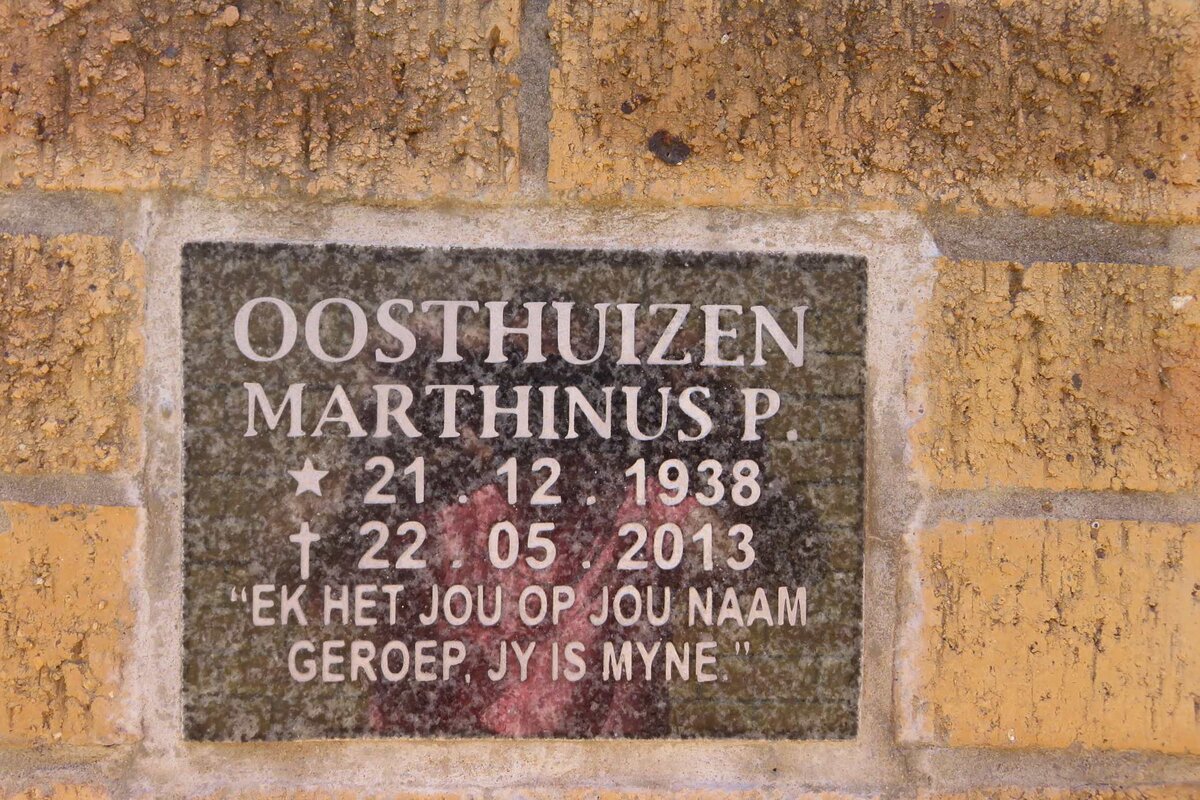 OOSTHUIZEN
MARTHINUS P.
★ 21 . 12 . 1938
✝ 22 . 05 . 2013
“EK HET JOU OP JOU NAAM
GEROEP, JY IS MYNE.”